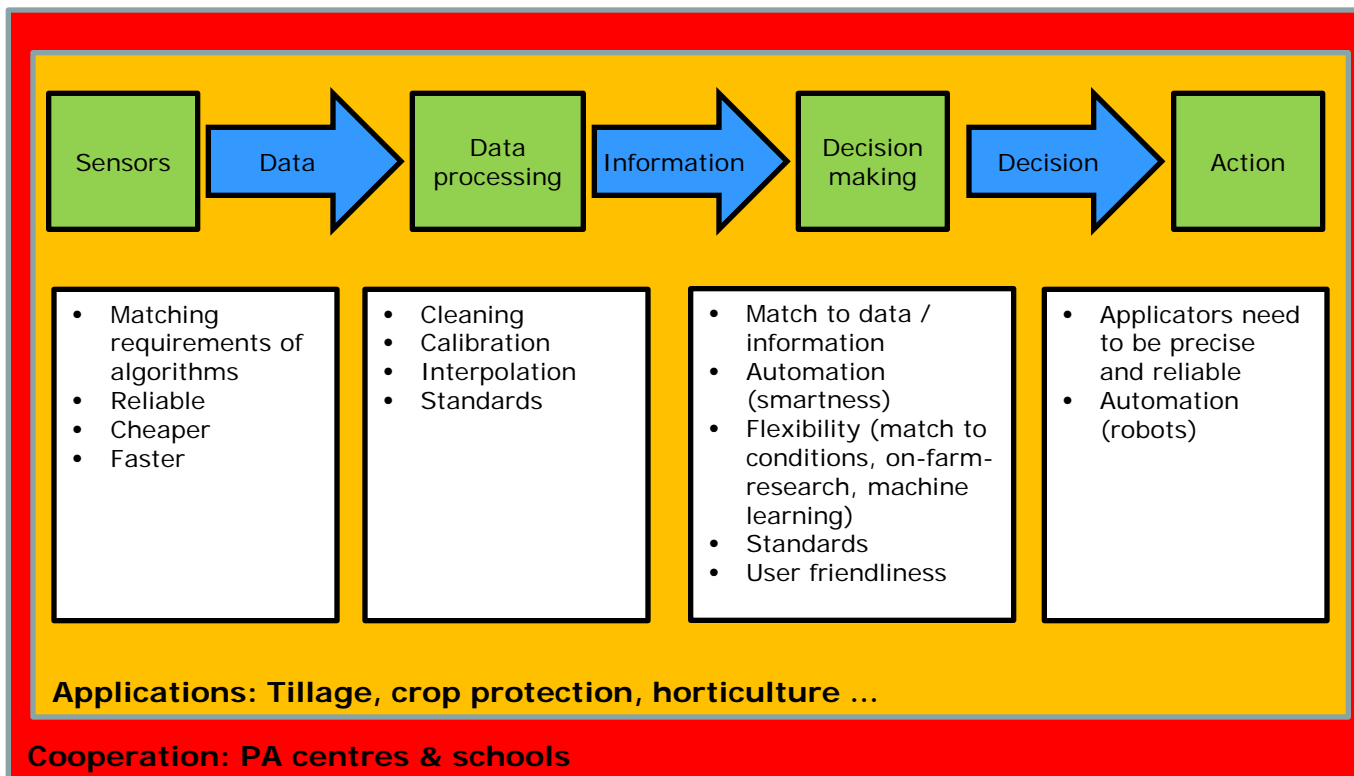 Sensors
Data
Data
processing
Information
Decision
making
Decision
Action
• Matching
requirements of
algorithms
• Reliable
• Cheaper
• Faster
• Cleaning
• Calibration
• Interpolation
• Standards
• Match to data /
information
• Automation
(smartness)
• Flexibility (match to
conditions, on-farm-
research, machine
learning)
• Standards
• User friendliness
• Applicators need
to be precise
and reliable
• Automation
(robots)
Applications: Tillage, crop protection, horticulture ...
Cooperation: PA centres & schools